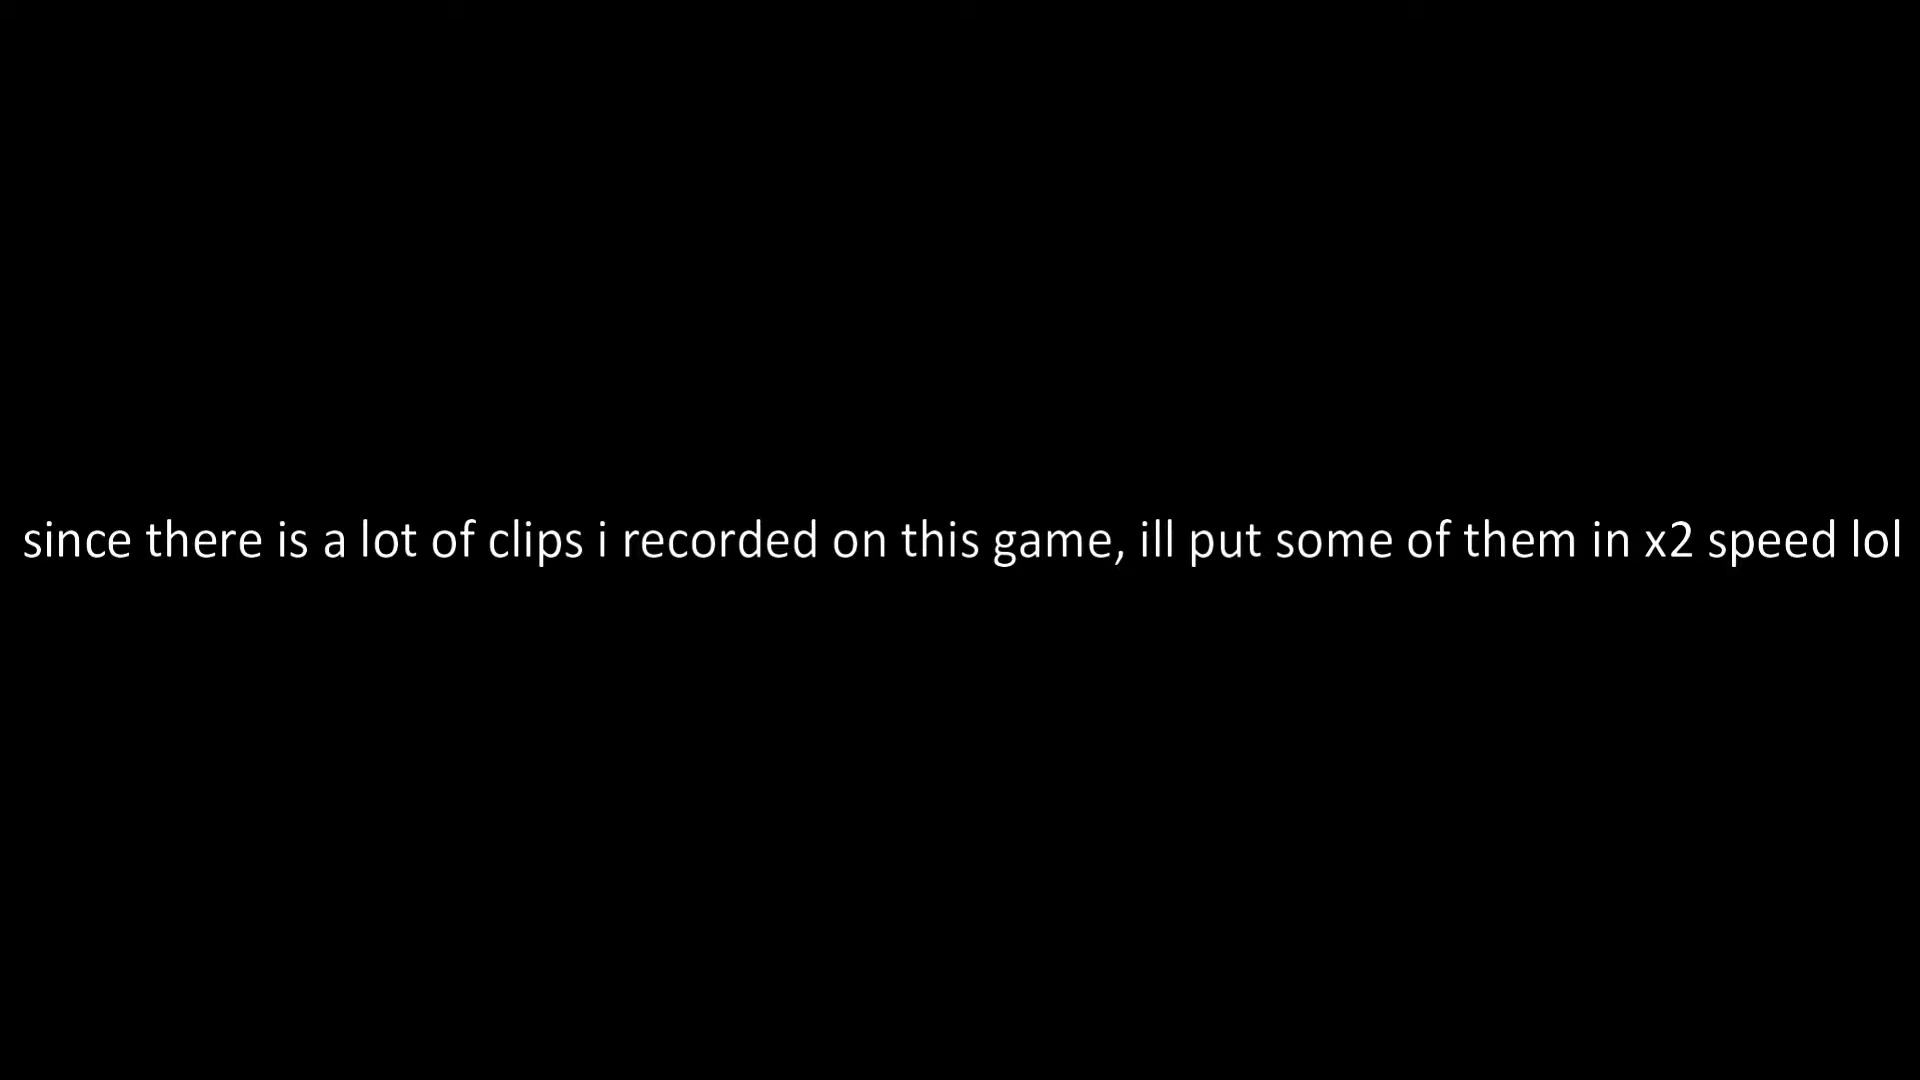 since there is a lot of clips i recorded on this game, ill put some of them in x2 speed lol